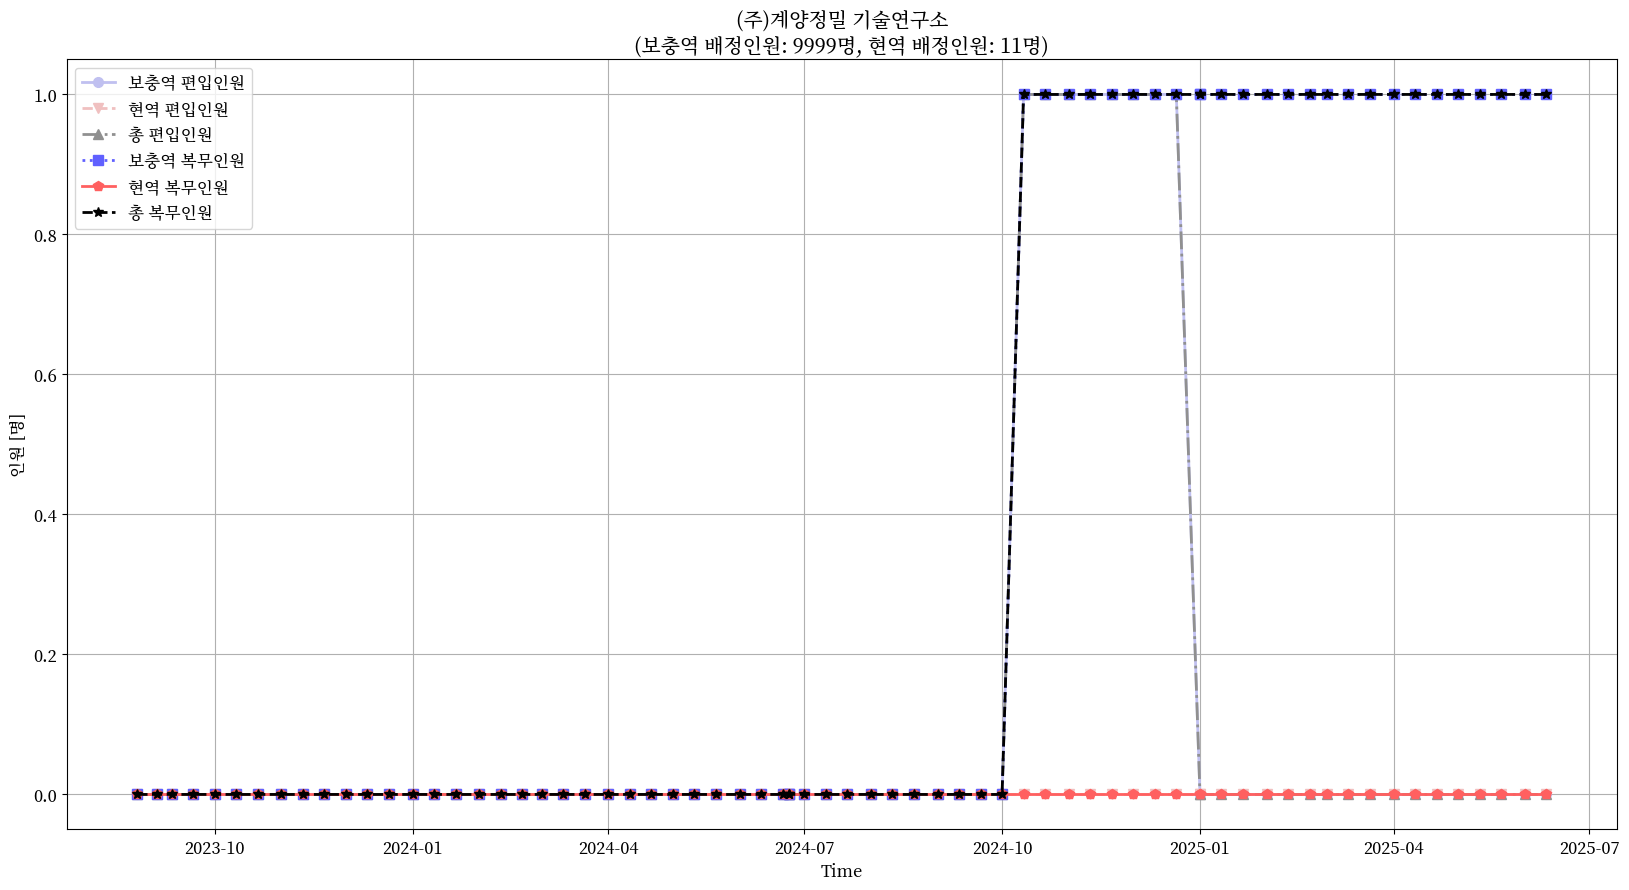 (주)계양정밀 기술연구소
(보충역 배정인원: 9999명, 현역 배정인원: 11명)
보충역 편입인원
현역 편입인원
총 편입인원
보충역 복무인원
현역 복무인원
총 복무인원
인원 [명]
1.0
0.8
0.6
0.4
0.2
0.0
2023-10
2024-01
2024-04
2024-07
2024-10
2025-01
2025-04
2025-07
Time